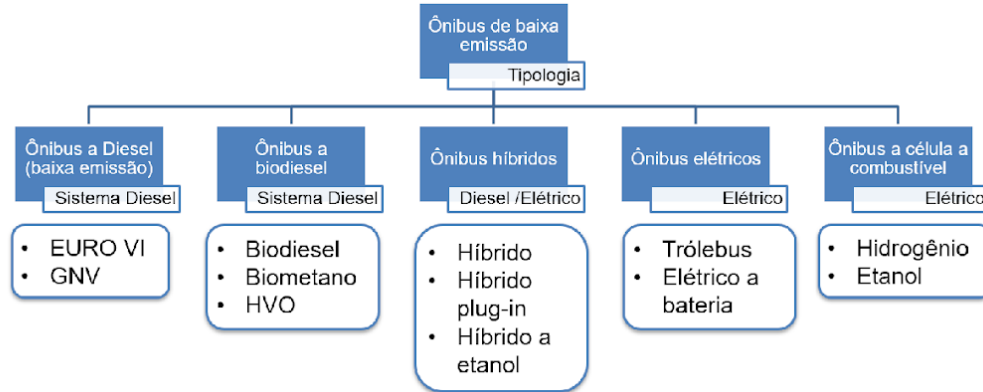 Ônibus de baixa
emissão
Tipologia
Ônibus a Diesel
(baixa emissão)
Sistema Diesel
• EURO VI
• GNV
Ônibus a
biodiesel
Sistema Diesel
• Biodiesel
• Biometano
• HVO
Ônibus híbridos
Diesel /Elétrico
• Híbrido
• Híbrido
plug-in
• Híbrido a
etanol
Ônibus elétricos
Elétrico
• Trólebus
• Elétrico a
bateria
Ônibus a célula a
combustível
Elétrico
• Hidrogênio
• Etanol